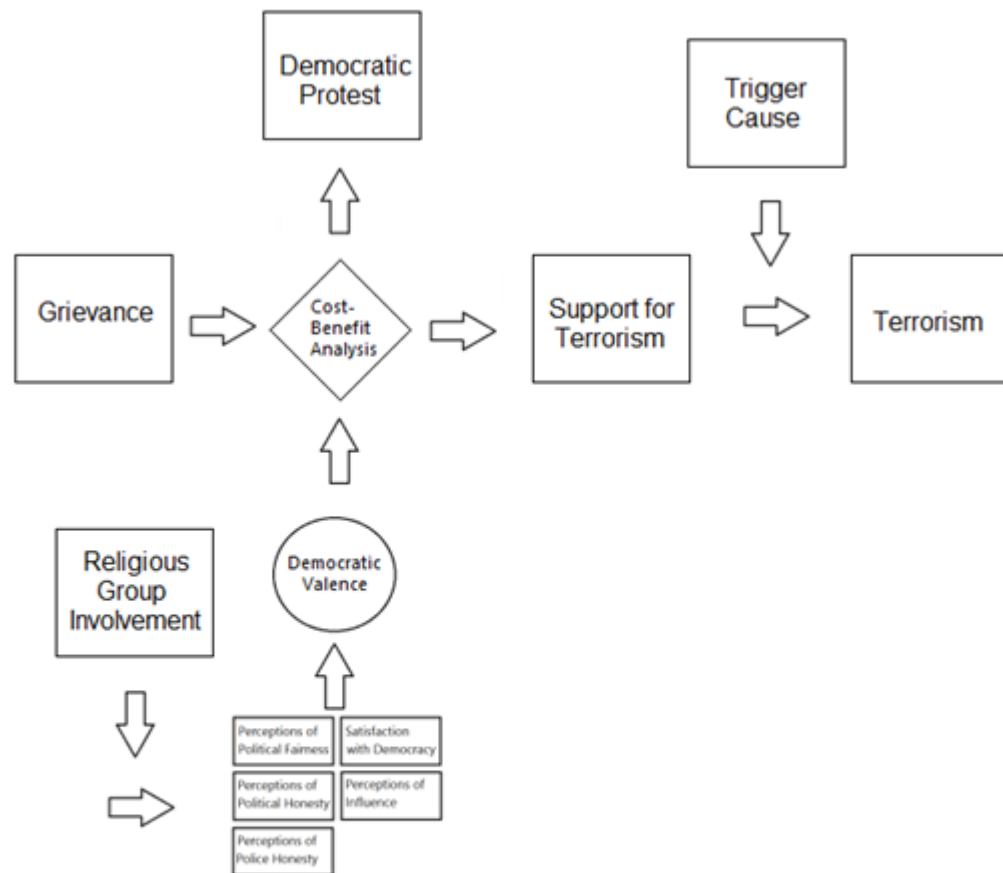 Democratic
Protest
Trigger
Cause
Grievance
Cost-
Benefit
Analysis
Support for
Terrorism
Terrorism
Religious
Group
Involvement
Democratic
Valence
Perceptions of
Political Fairness
Satisfaction
with Democracy
Perceptions of
Political Honesty
Perceptions of
Influence
Perceptions of
Police Honesty